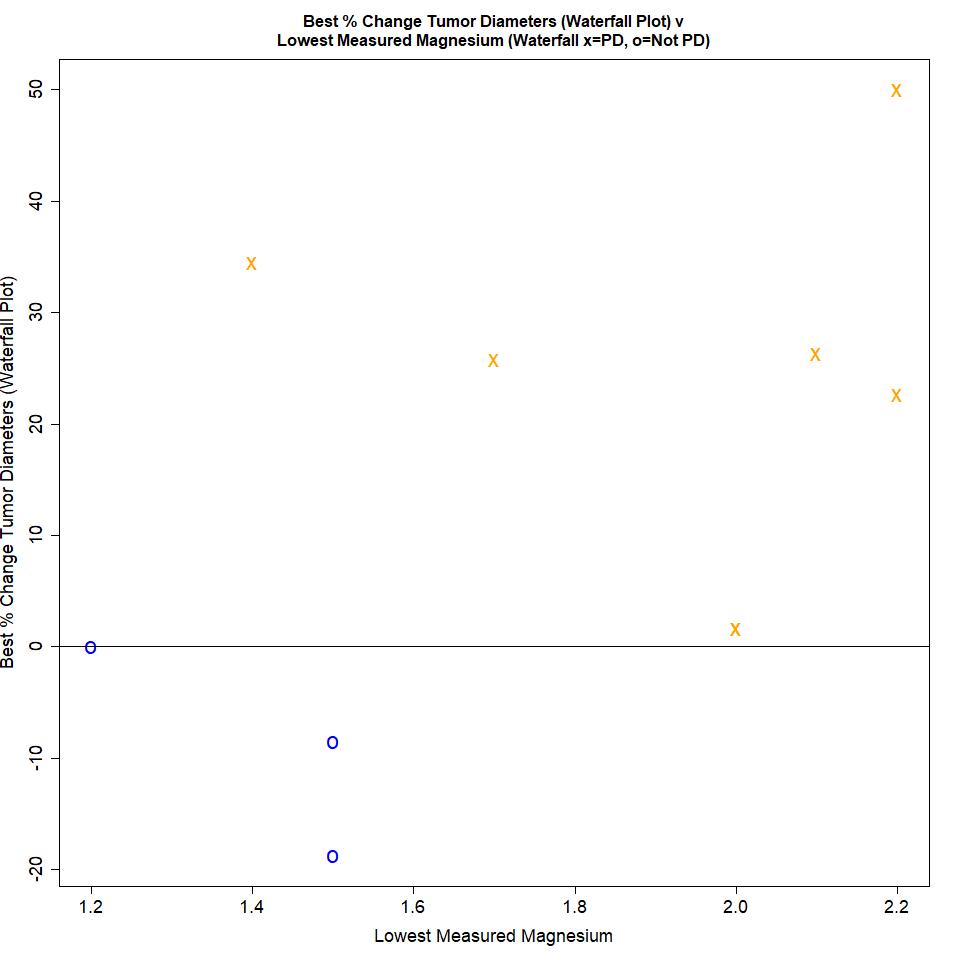 Best % Change Tumor Diameters (Waterfall Plot) v
Lowest Measured Magnesium (Waterfall x=PD, o=Not PD)
Best % Change Tumor Diameters (Waterfall Plot)
50
40
30
20
10
0
-10
-20
X
X
X
X
X
X
O
O
O
1.2
1.4
1.6
1.8
2.0
2.2
Lowest Measured Magnesium